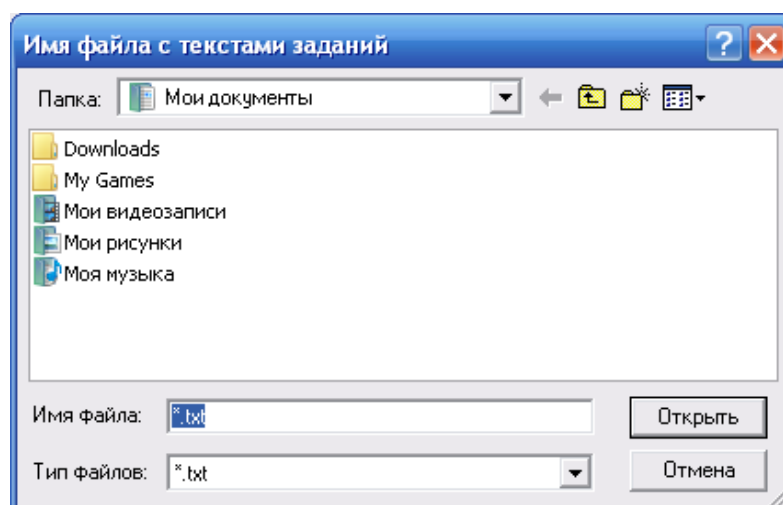 Имя файла с текстами заданий
Папка: Мои документы
Downloads
My Games
Мои видеозаписи
Мои рисунки
Моя музыка
Имя файла: *.txt Открыть
Тип файлов: *.txt Отмена